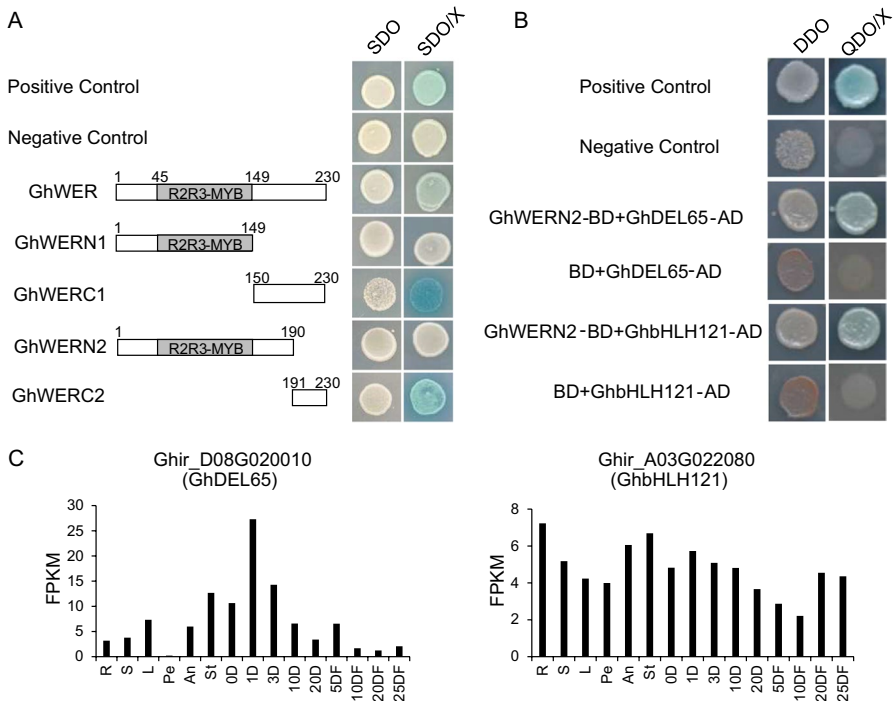 A
SDO SDO/X
Positive Control
Negative Control
1 45 149 230
GhWER R2R3-MYB
1 149
GhWERN1 R2R3-MYB
150 230
GhWERC1
1 190
GhWERN2 R2R3-MYB
191 230
GhWERC2
B
DDO QDO/X
Positive Control
Negative Control
GhWERN2-BD+GhDEL65-AD
BD+GhDEL65-AD
GhWERN2-BD+GhbHLH121-AD
BD+GhbHLH121-AD
C
Ghir_D08G020010
(GhDEL65)
FPKM
30
25
20
15
10
5
0
R S L Pe An St 0D 1D 3D 10D 20D 5DF 10DF 20DF 25DF
Ghir_A03G022080
(GhbHLH121)
FPKM
8
6
4
2
0
R S L Pe An St 0D 1D 3D 10D 20D 5DF 10DF 20DF 25DF